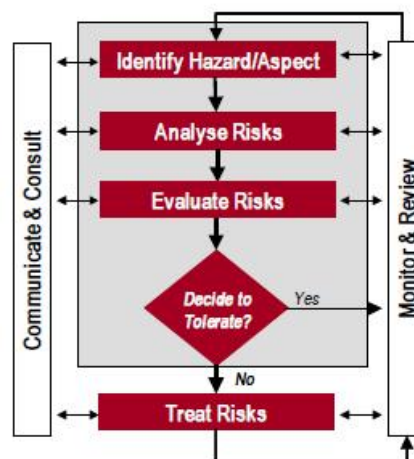 Identify Hazard/Aspect
Analyse Risks
Evaluate Risks
Decide to
Tolerate?
Yes
No
Treat Risks
Communicate & Consult
Monitor & Review